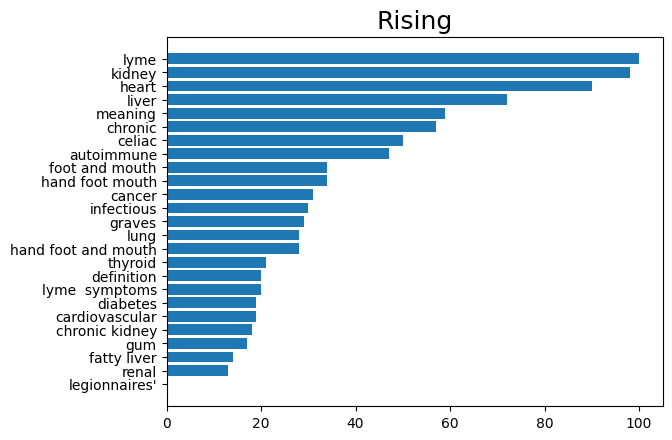 Rising
lyme
kidney
heart
liver
meaning
chronic
celiac
autoimmune
foot and mouth
hand foot mouth
cancer
infectious
graves
lung
hand foot and mouth
thyroid
definition
lyme  symptoms
diabetes
cardiovascular
chronic kidney
gum
fatty liver
renal
legionnaires'
0 20 40 60 80 100